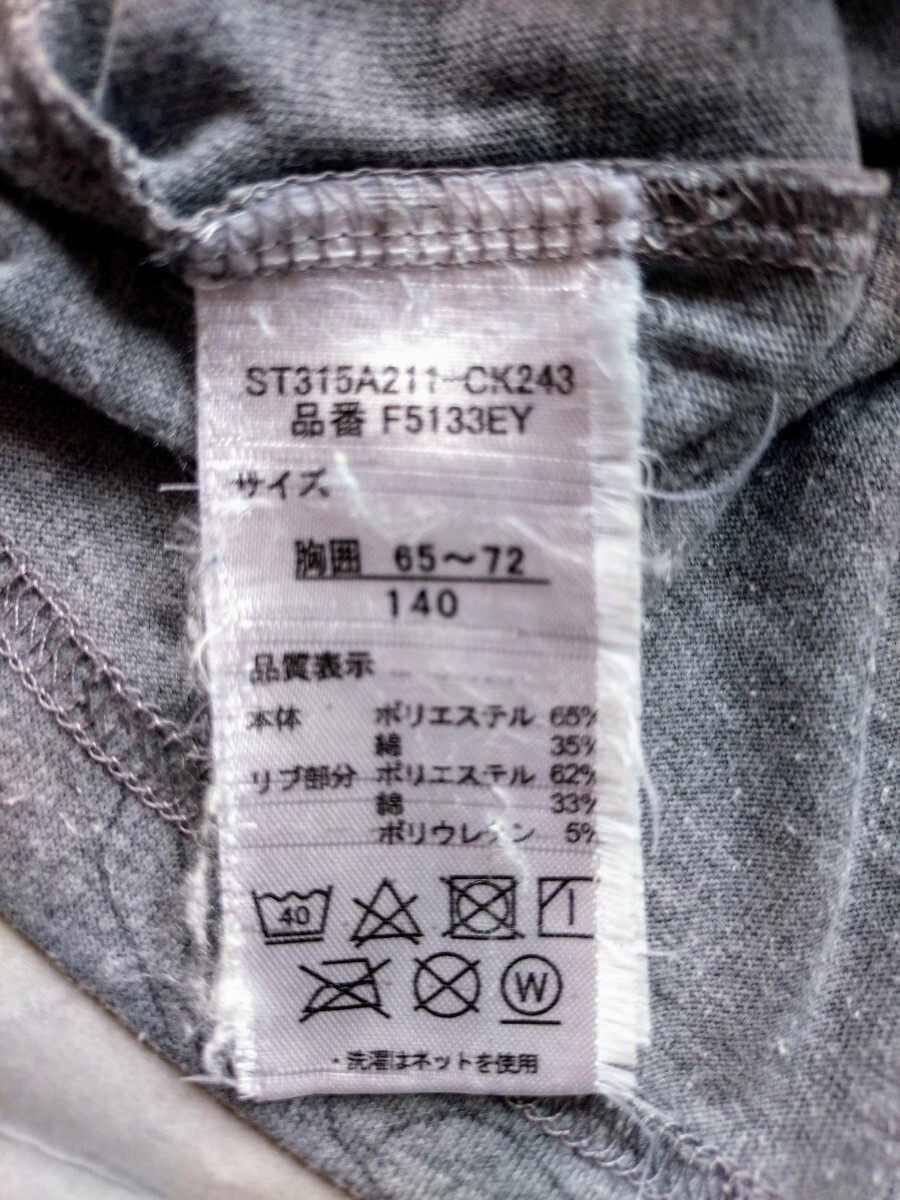 ST315A211-CK243
品番 F5133EY
サイズ
胸囲 65～72
140
品質表示
本体 ポリエステル 65%
綿 35%
リブ部分 ポリエステル 62%
綿 33%
ポリウレタン 5%
40
W
・洗濯はネットを使用